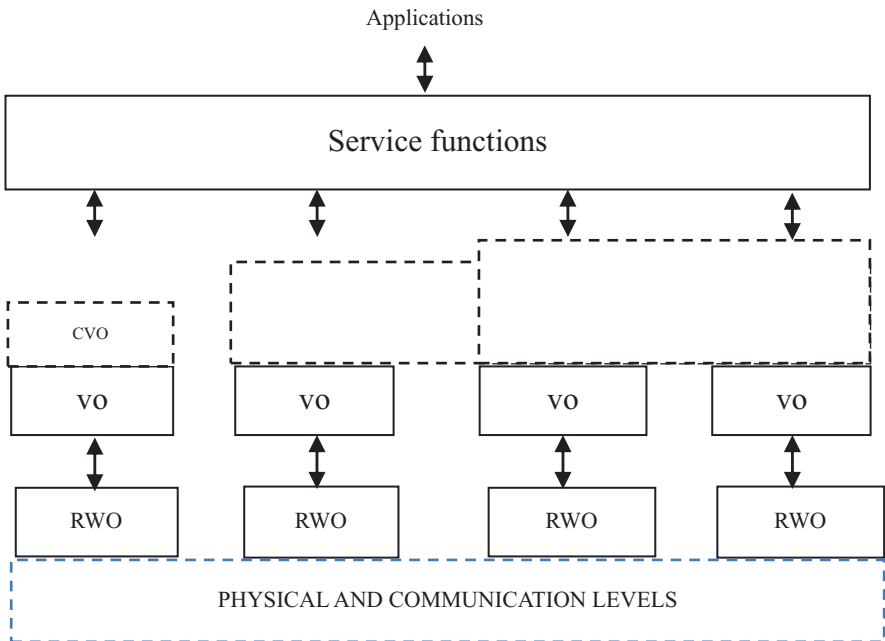 Applications
Service functions
CVO
VO
VO
VO
VO
RWO
RWO
RWO
RWO
PHYSICAL AND COMMUNICATION LEVELS